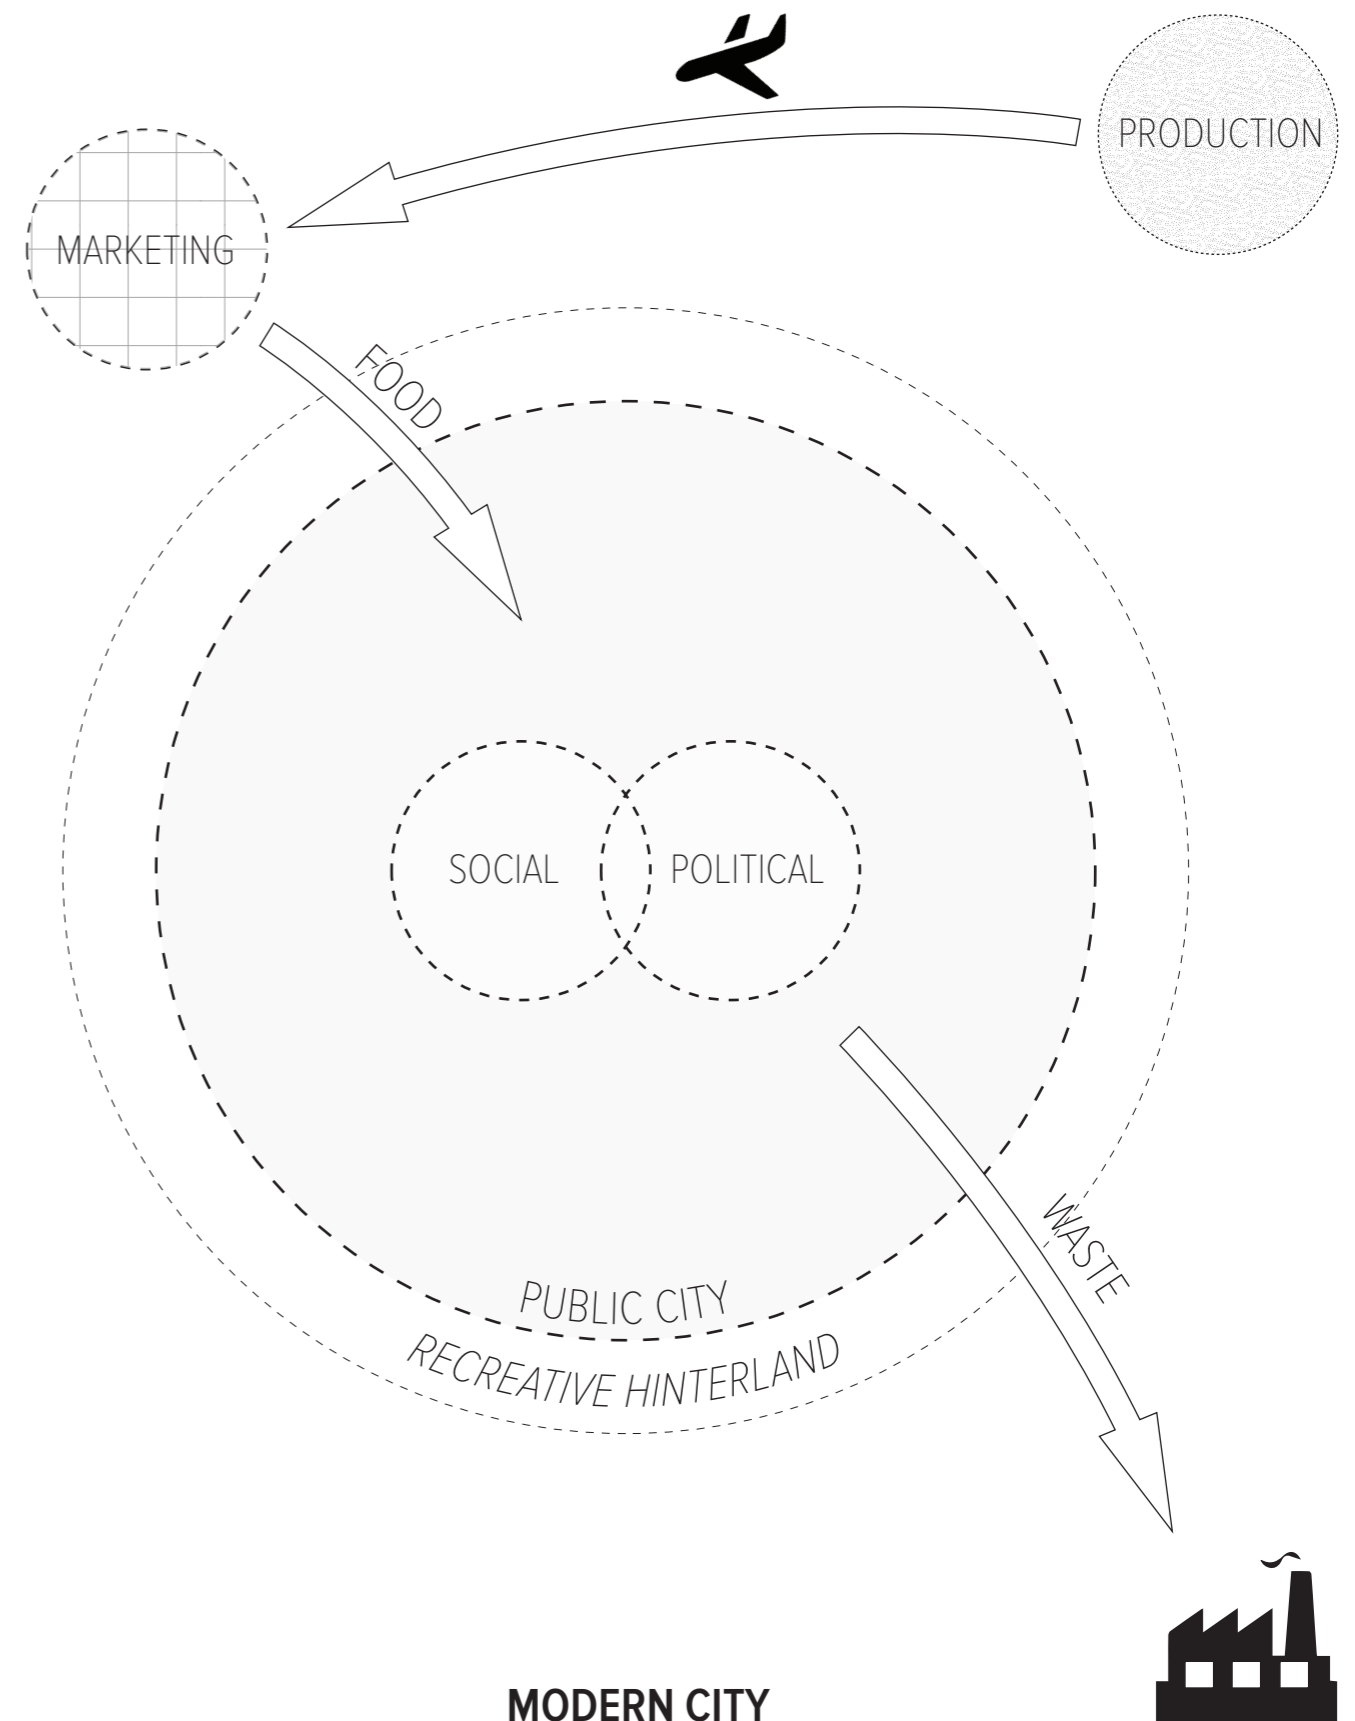 PRODUCTION
MARKETING
FOOD
SOCIAL
POLITICAL
WASTE
PUBLIC CITY
RECREATIVE HINTERLAND
MODERN CITY